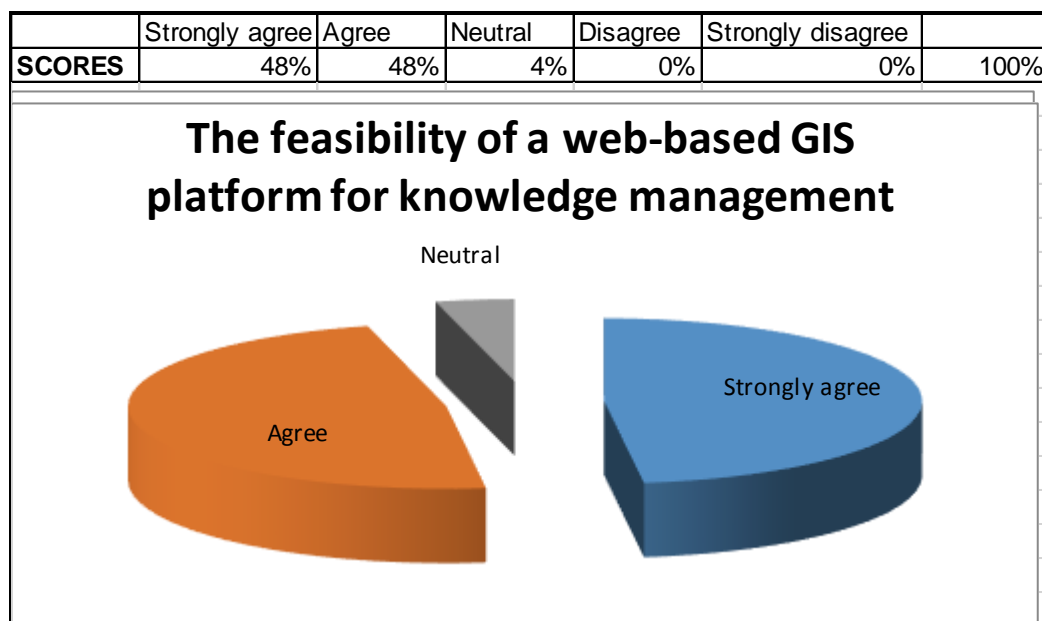 Strongly agree Agree Neutral Disagree Strongly disagree
SCORES 48% 48% 4% 0% 0% 100%
The feasibility of a web-based GIS
platform for knowledge management
Neutral
Strongly agree
Agree